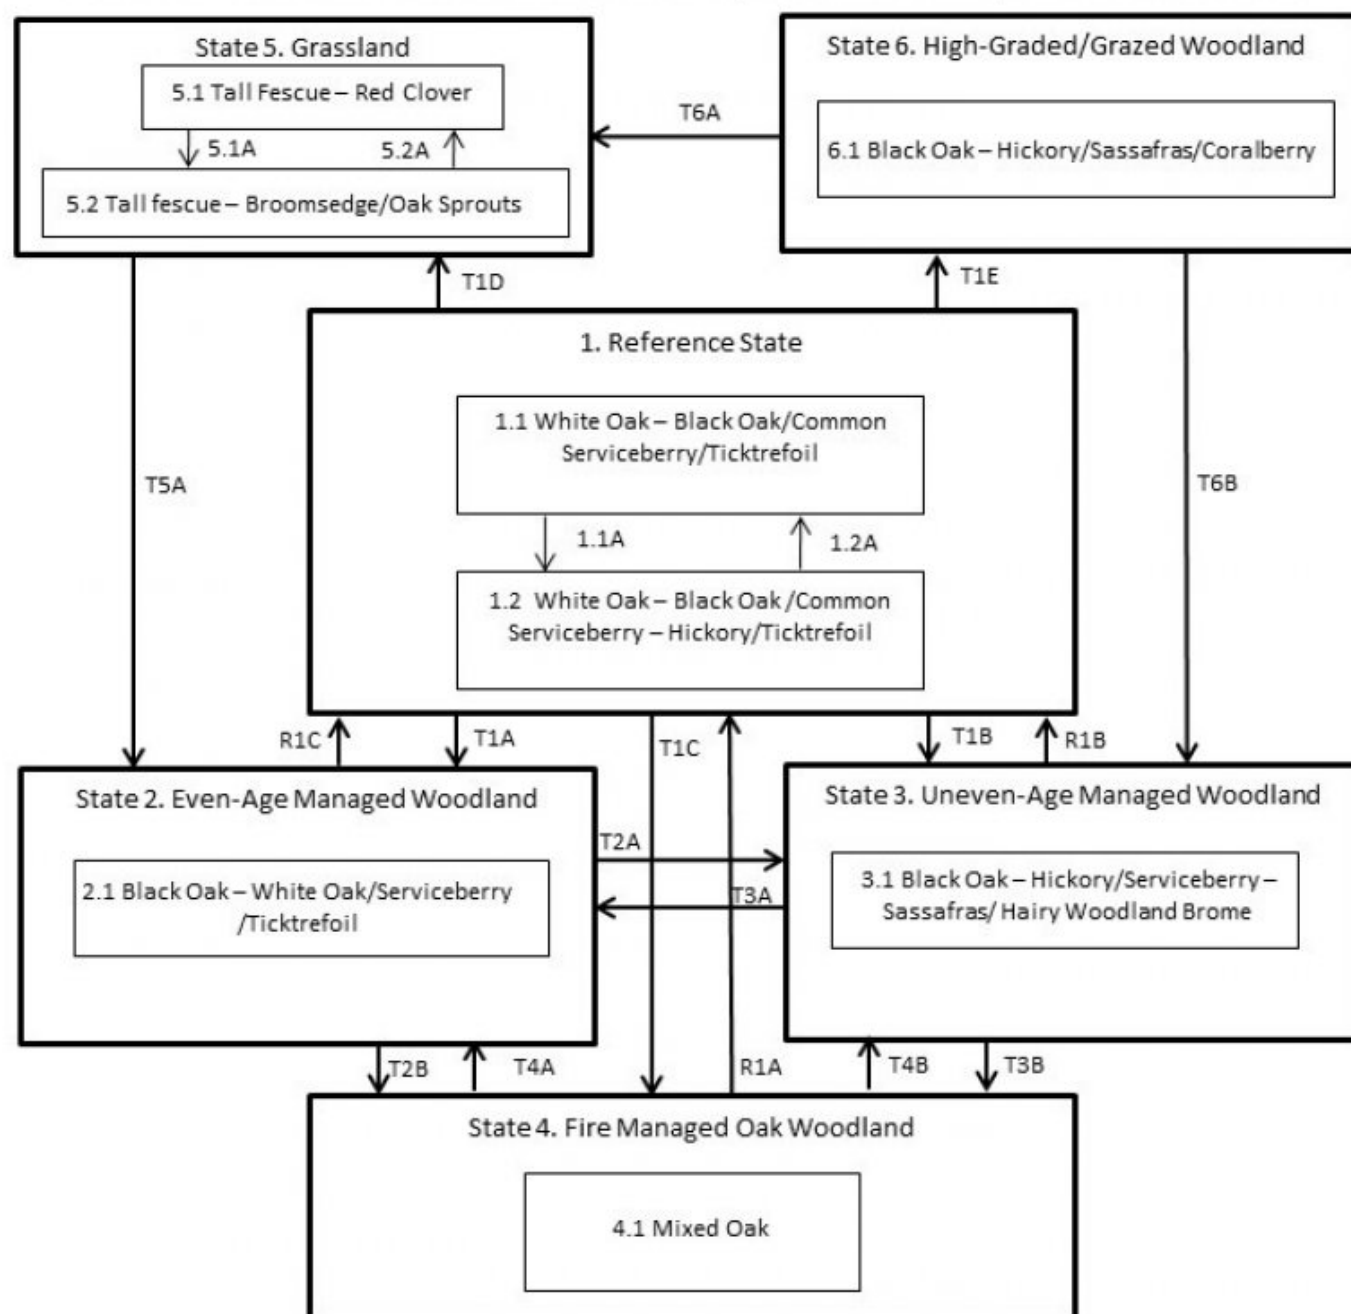 State 5. Grassland
5.1 Tall Fescue – Red Clover
5.1A
5.2A
5.2 Tall fescue – Broomsedge/Oak Sprouts
State 6. High-Graded/Grazed Woodland
6.1 Black Oak – Hickory/Sassafras/Coralberry
T6A
T1D
T1E
1. Reference State
1.1 White Oak – Black Oak/Common
Serviceberry/Ticktrefoil
1.1A
1.2A
1.2 White Oak – Black Oak /Common
Serviceberry – Hickory/Ticktrefoil
T5A
T6B
R1C
T1A
T1C
T1B
R1B
State 2. Even-Age Managed Woodland
2.1 Black Oak – White Oak/Serviceberry
/Ticktrefoil
T2A
T3A
State 3. Uneven-Age Managed Woodland
3.1 Black Oak – Hickory/Serviceberry –
Sassafras/ Hairy Woodland Brome
T2B
T4A
R1A
T4B
T3B
State 4. Fire Managed Oak Woodland
4.1 Mixed Oak